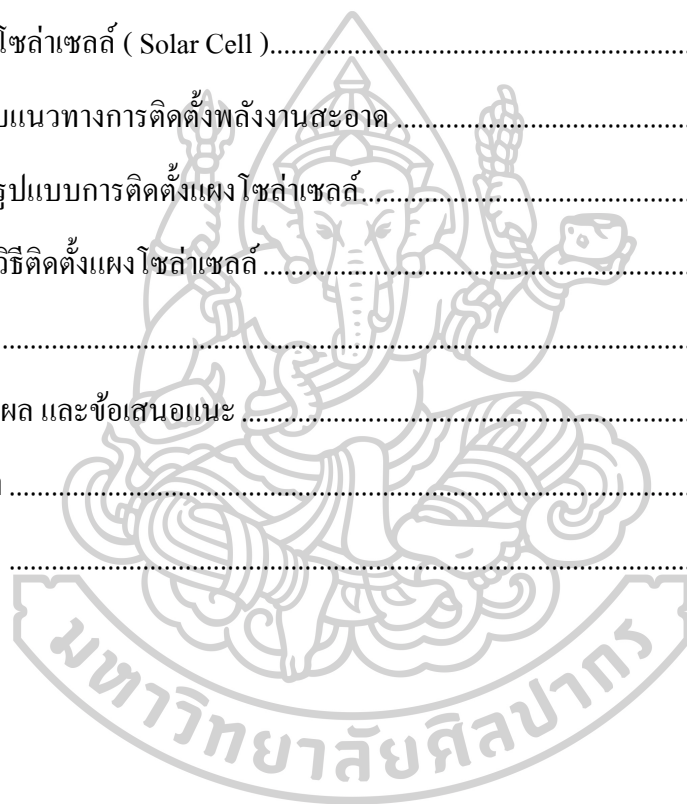 โซล่าเซลล์ ( Solar Cell )
แนวทางการติดตั้งพลังงานสะอาด
รูปแบบการติดตั้งแผงโซล่าเซลล์
วิธีติดตั้งแผงโซล่าเซลล์
ผล และข้อเสนอแนะ
มหาวิทยาลัยศิลปากร